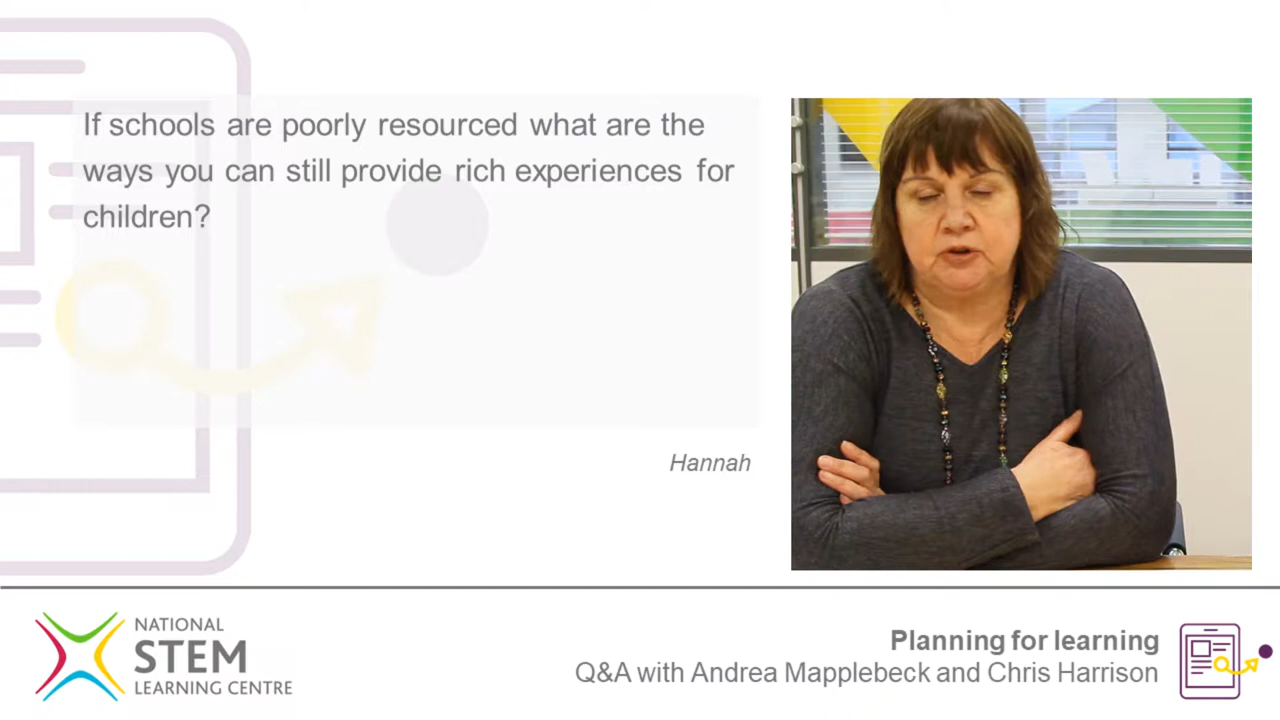 If schools are poorly resourced what are the
ways you can still provide rich experiences for
children?
Hannah
NATIONAL
STEM
LEARNING CENTRE
Planning for learning
Q&A with Andrea Mapplebeck and Chris Harrison